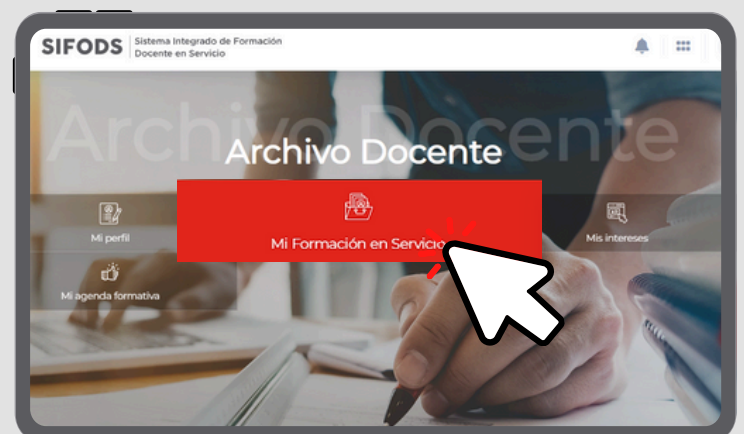 SIFODS
Sistema Integrado de Formación
Docente en Servicio
Archivo Docente
Archivo Docente
Mi perfil
Mi Formación en Servicio
Mis intereses
Mi agenda formativa